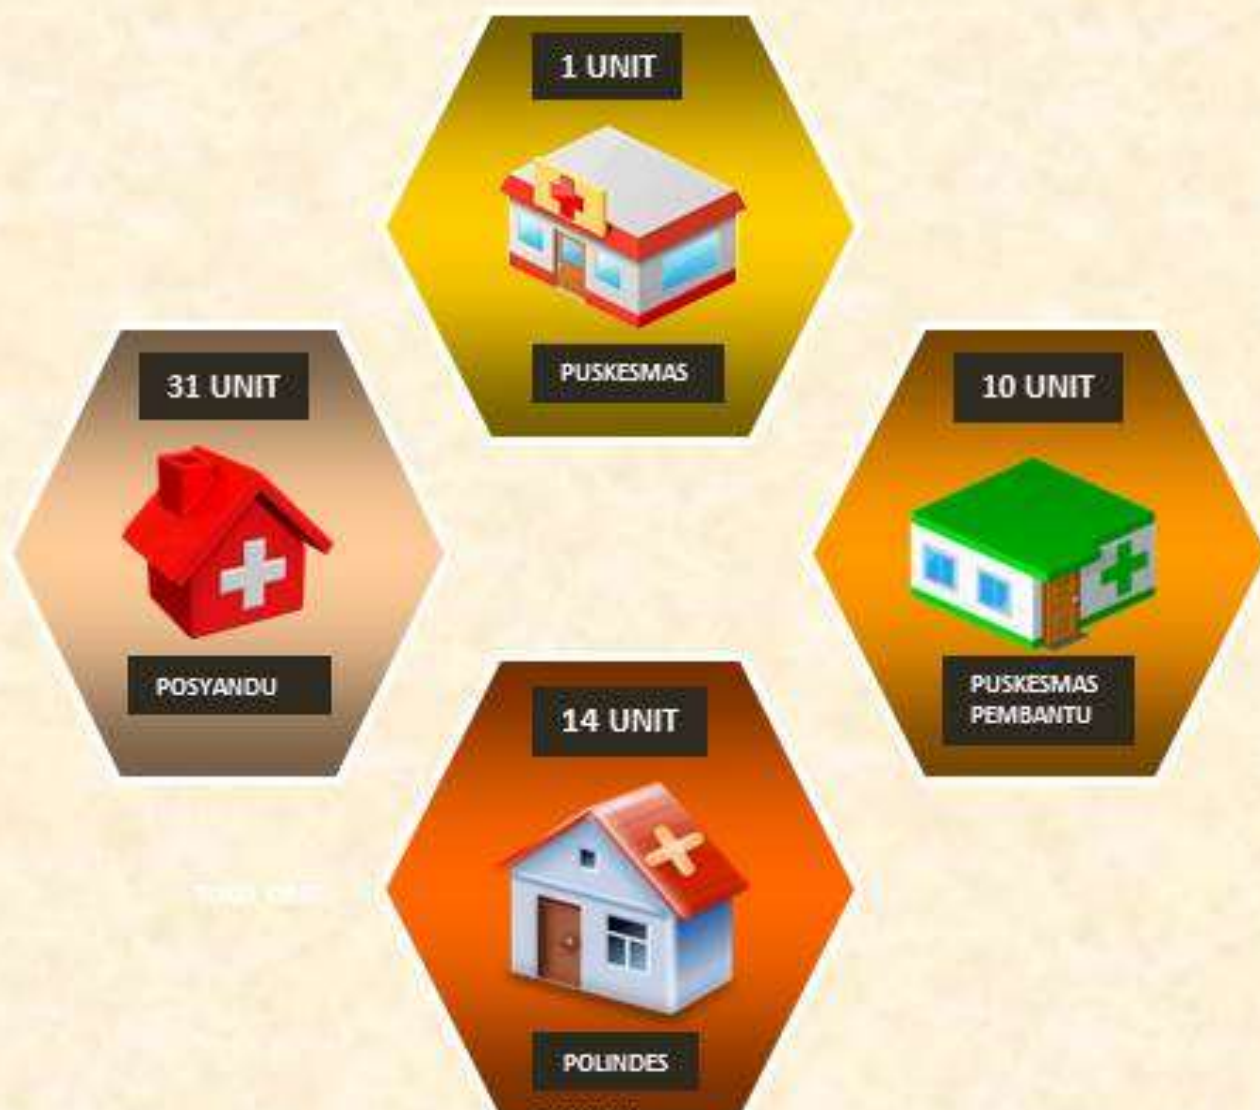 1 UNIT
PUSKESMAS
31 UNIT
POSYANDU
10 UNIT
PUSKESMAS
PEMBANTU
14 UNIT
POLINDES